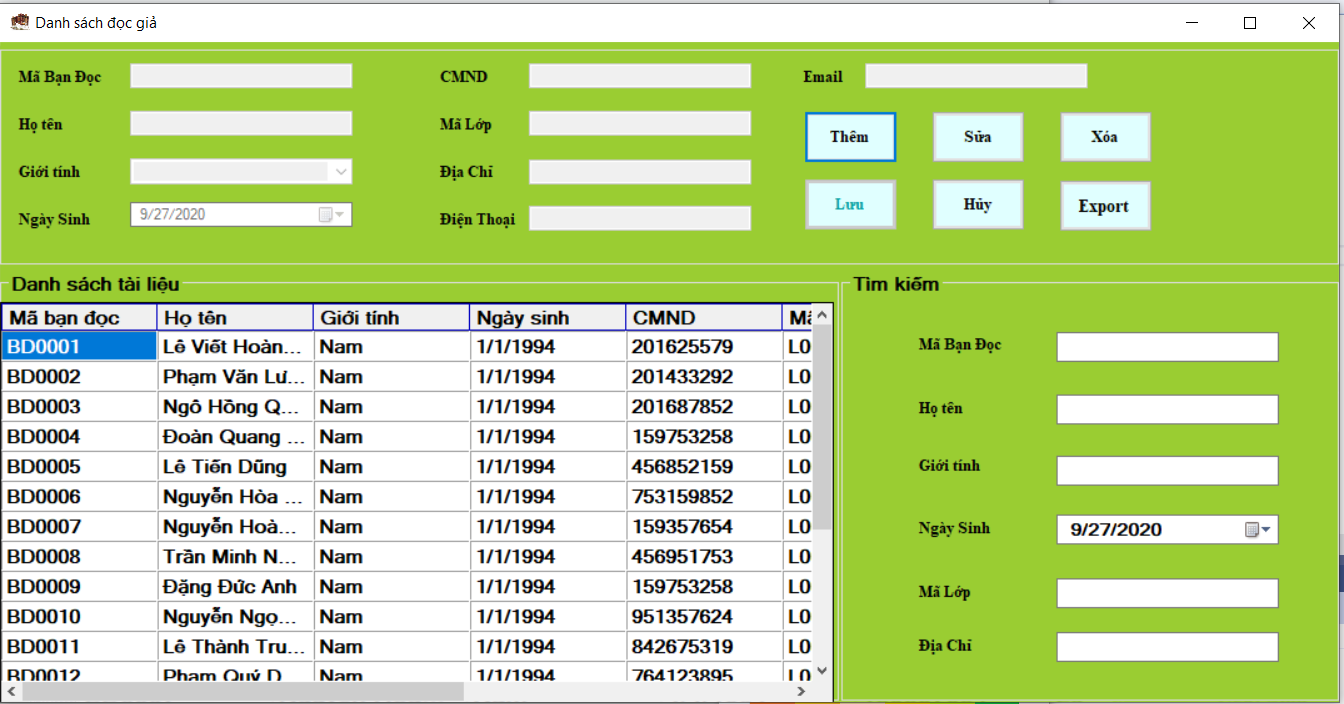 Danh sách đọc giả
Mã Bạn Đọc CMND Email
Họ tên Mã Lớp Thêm Sửa Xóa
Giới tính Địa Chỉ
Ngày Sinh 9/27/2020 Điện Thoại Lưu Hủy Export
Danh sách tài liệu
Mã bạn đọc Họ tên Giới tính Ngày sinh CMND Mã
BD0001 Lê Viết Hoàn... Nam 1/1/1994 201625579 L0
BD0002 Phạm Văn Lư... Nam 1/1/1994 201433292 L0
BD0003 Ngô Hồng Q... Nam 1/1/1994 201687852 L0
BD0004 Đoàn Quang ... Nam 1/1/1994 159753258 L0
BD0005 Lê Tiến Dũng Nam 1/1/1994 456852159 L0
BD0006 Nguyễn Hòa ... Nam 1/1/1994 753159852 L0
BD0007 Nguyễn Hoà... Nam 1/1/1994 159357654 L0
BD0008 Trần Minh N... Nam 1/1/1994 456951753 L0
BD0009 Đặng Đức Anh Nam 1/1/1994 159753258 L0
BD0010 Nguyễn Ngọ... Nam 1/1/1994 951357624 L0
BD0011 Lê Thành Tru... Nam 1/1/1994 842675319 L0
BD0012 Phạm Quý D... Nam 1/1/1994 764123895 L0
Tìm kiếm
Mã Bạn Đọc
Họ tên
Giới tính
Ngày Sinh 9/27/2020
Mã Lớp
Địa Chỉ